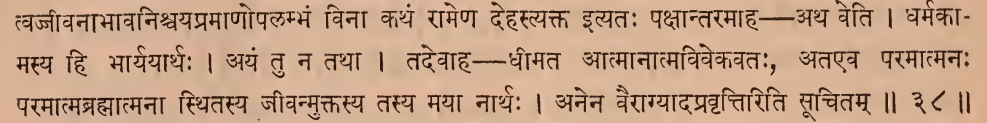 त्वज्जीवनाभावनिश्चयप्रमाणोपलम्भं विना कथं रामेण देहस्त्यक्त इत्यतः पक्षान्तरमाह—अथ वेति । धर्मका-
मस्य हि भार्ययार्थः । अयं तु न तथा । तदेवाह—धीमत आत्मानात्मविवेकवतः, अतएव परमात्मनः
परमात्मब्रह्मात्मना स्थितस्य जीवन्मुक्तस्य तस्य मया नार्थः । अनेन वैराग्यादप्रवृत्तिरिति सूचितम् ॥ ३८ ॥